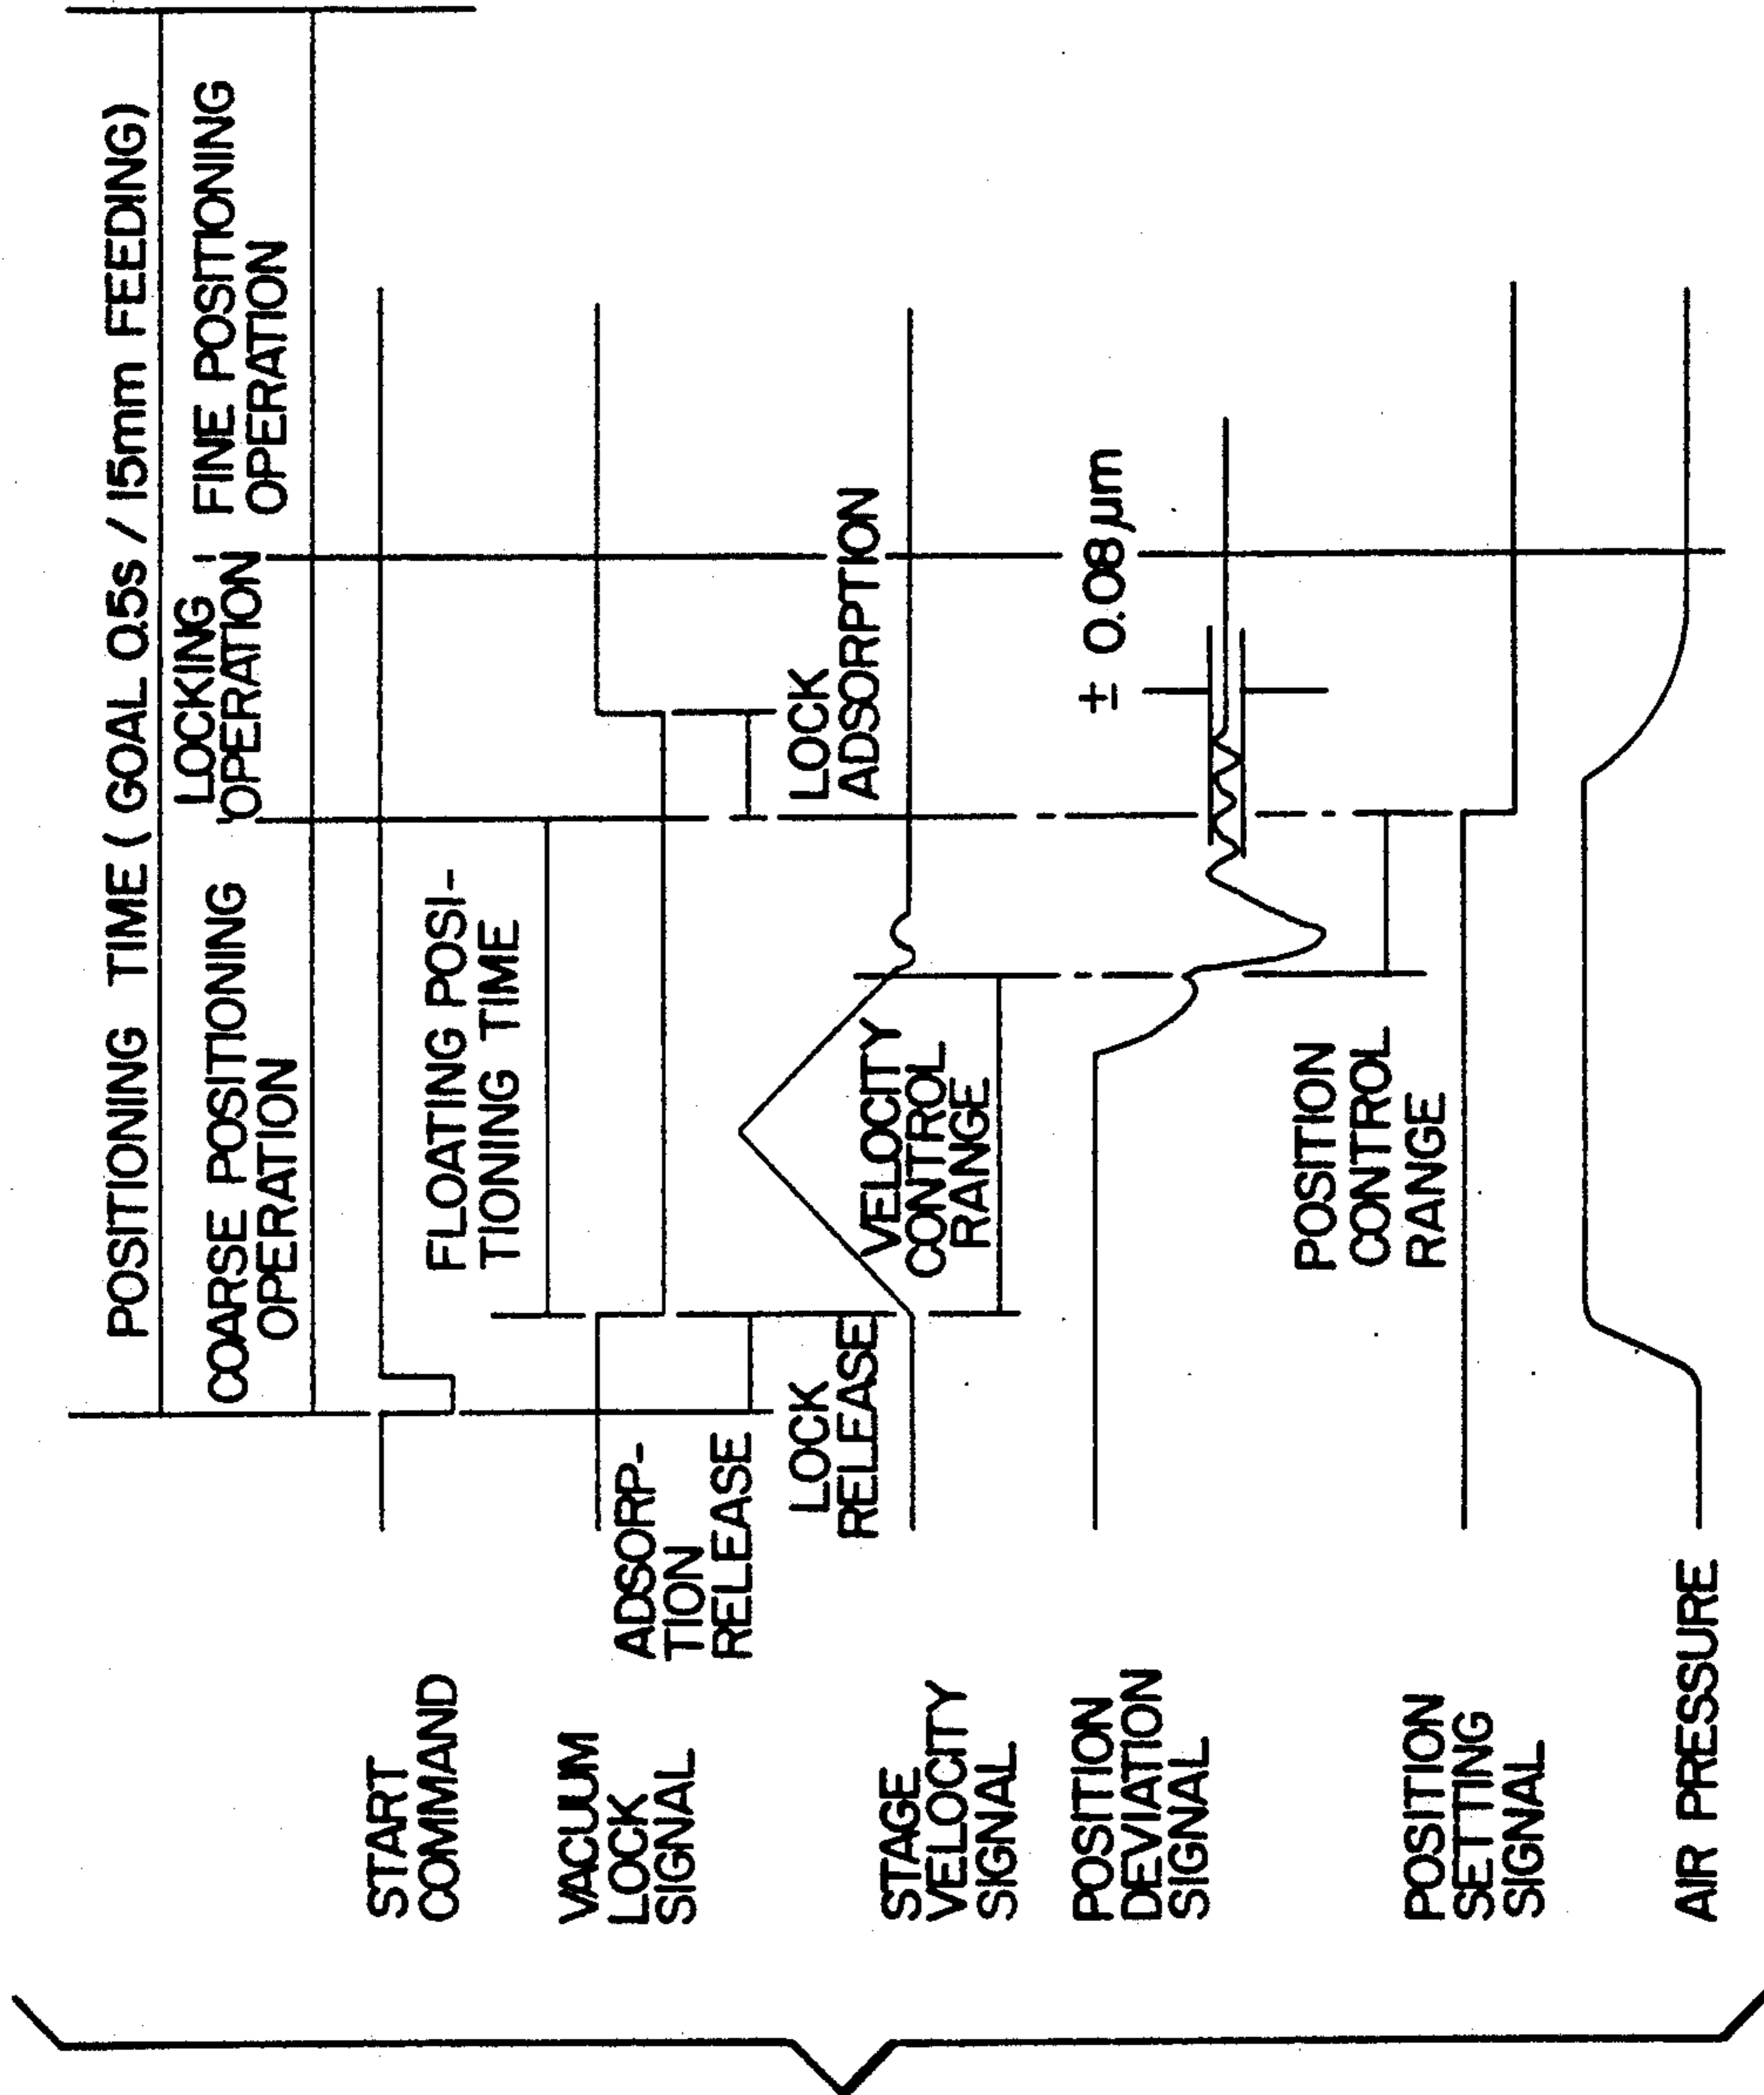 POSITIONING TIME ( GOAL 0.5s / 15mm FEEDING)
COARSE POSITIONING
OPERATION
LOCKING
OPERATION
FINE POSITIONING
OPERATION
START
COMMAND
FLOATING POSI-
TIONING TIME
VACUUM
LOCK
SIGNAL
ADSORP-
TION
RELEASE
LOCK
RELEASE
LOCK
ADSORPTION
STAGE
VELOCITY
SIGNAL
VELOCITY
CONTROL
RANGE
POSITION
DEVIATION
SIGNAL
± 0.08 μm
POSITION
CONTROL
RANGE
POSITION
SETTING
SIGNAL
AIR PRESSURE